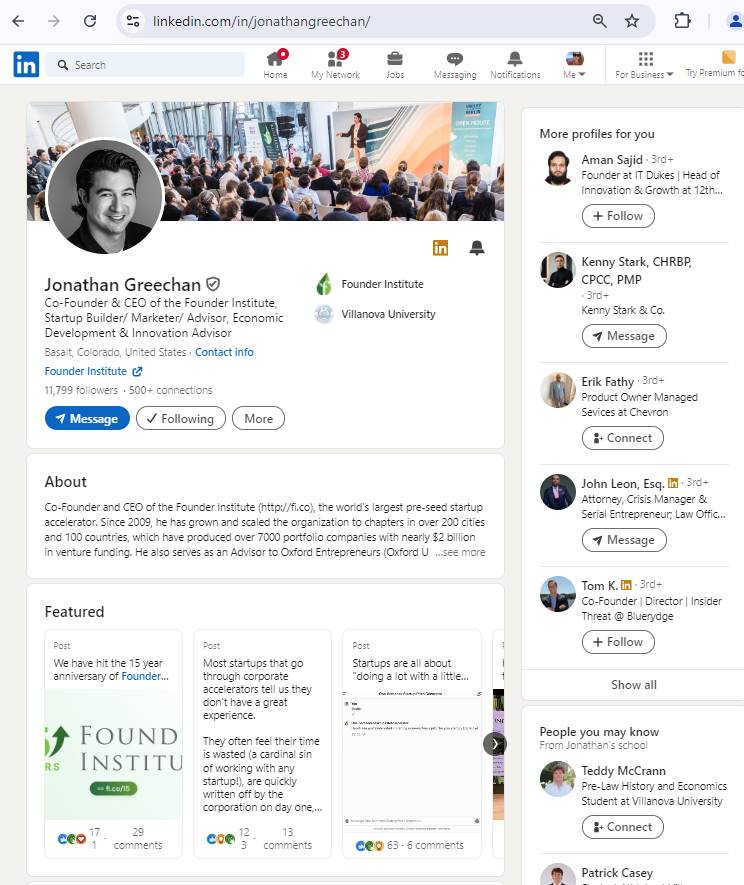 linkedin.com/in/jonathangreechan/
in
Search
Home
3
My Network
Jobs
Messaging
Notifications
Me
For Business
Try Premium fo
OPEN HOUSE
in
Jonathan Greechan
Co-Founder & CEO of the Founder Institute,
Startup Builder/ Marketer/ Advisor, Economic
Development & Innovation Advisor
Basalt, Colorado, United States · Contact info
Founder Institute
11,799 followers · 500+ connections
Message
Following
More
Founder Institute
Villanova University
About
Co-Founder and CEO of the Founder Institute (http://fi.co), the world's largest pre-seed startup
accelerator. Since 2009, he has grown and scaled the organization to chapters in over 200 cities
and 100 countries, which have produced over 7000 portfolio companies with nearly $2 billion
in venture funding. He also serves as an Advisor to Oxford Entrepreneurs (Oxford U ...see more
Featured
Post
We have hit the 15 year
anniversary of Founder...
FOUND
RS INSTITU
fi.co/15
17
1 · 29
comments
Post
Most startups that go
through corporate
accelerators tell us they
don't have a great
experience.
They often feel their time
is wasted (a cardinal sin
of working with any
startup!), are quickly
written off by the
corporation on day one,...
12
3 · 13
comments
Post
Startups are all about
"doing a lot with a little...
63 · 6 comments
More profiles for you
Aman Sajid · 3rd+
Founder at IT Dukes | Head of
Innovation & Growth at 12th...
+ Follow
Kenny Stark, CHRBP,
CPCC, PMP
· 3rd+
Kenny Stark & Co.
Message
Erik Fathy · 3rd+
Product Owner Managed
Sevices at Chevron
Connect
John Leon, Esq. in · 3rd+
Attorney, Crisis Manager &
Serial Entrepreneur; Law Offic...
Message
Tom K. in · 3rd+
Co-Founder | Director | Insider
Threat @ Bluerydge
+ Follow
Show all
People you may know
From Jonathan's school
Teddy McCrann
Pre-Law History and Economics
Student at Villanova University
Connect
Patrick Casey